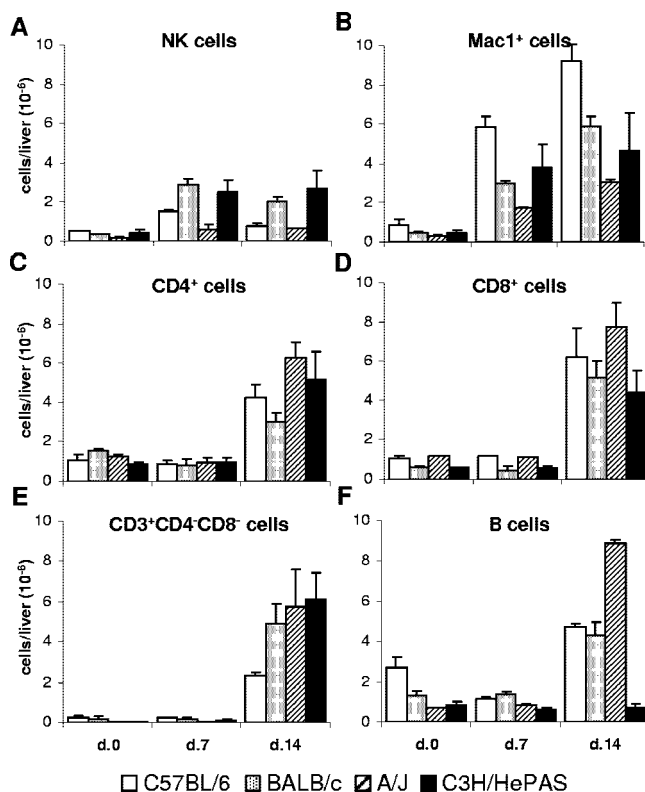 A
NK cells
cells/liver (10⁻⁶)
10
8
6
4
2
0
B
Mac1⁺ cells
10
8
6
4
2
0
C
CD4⁺ cells
cells/liver (10⁻⁶)
10
8
6
4
2
0
D
CD8⁺ cells
10
8
6
4
2
0
E
CD3⁺CD4⁻CD8⁻ cells
cells/liver (10⁻⁶)
10
8
6
4
2
0
d.0 d.7 d.14
F
B cells
10
8
6
4
2
0
d.0 d.7 d.14
C57BL/6 BALB/c A/J C3H/HePAS